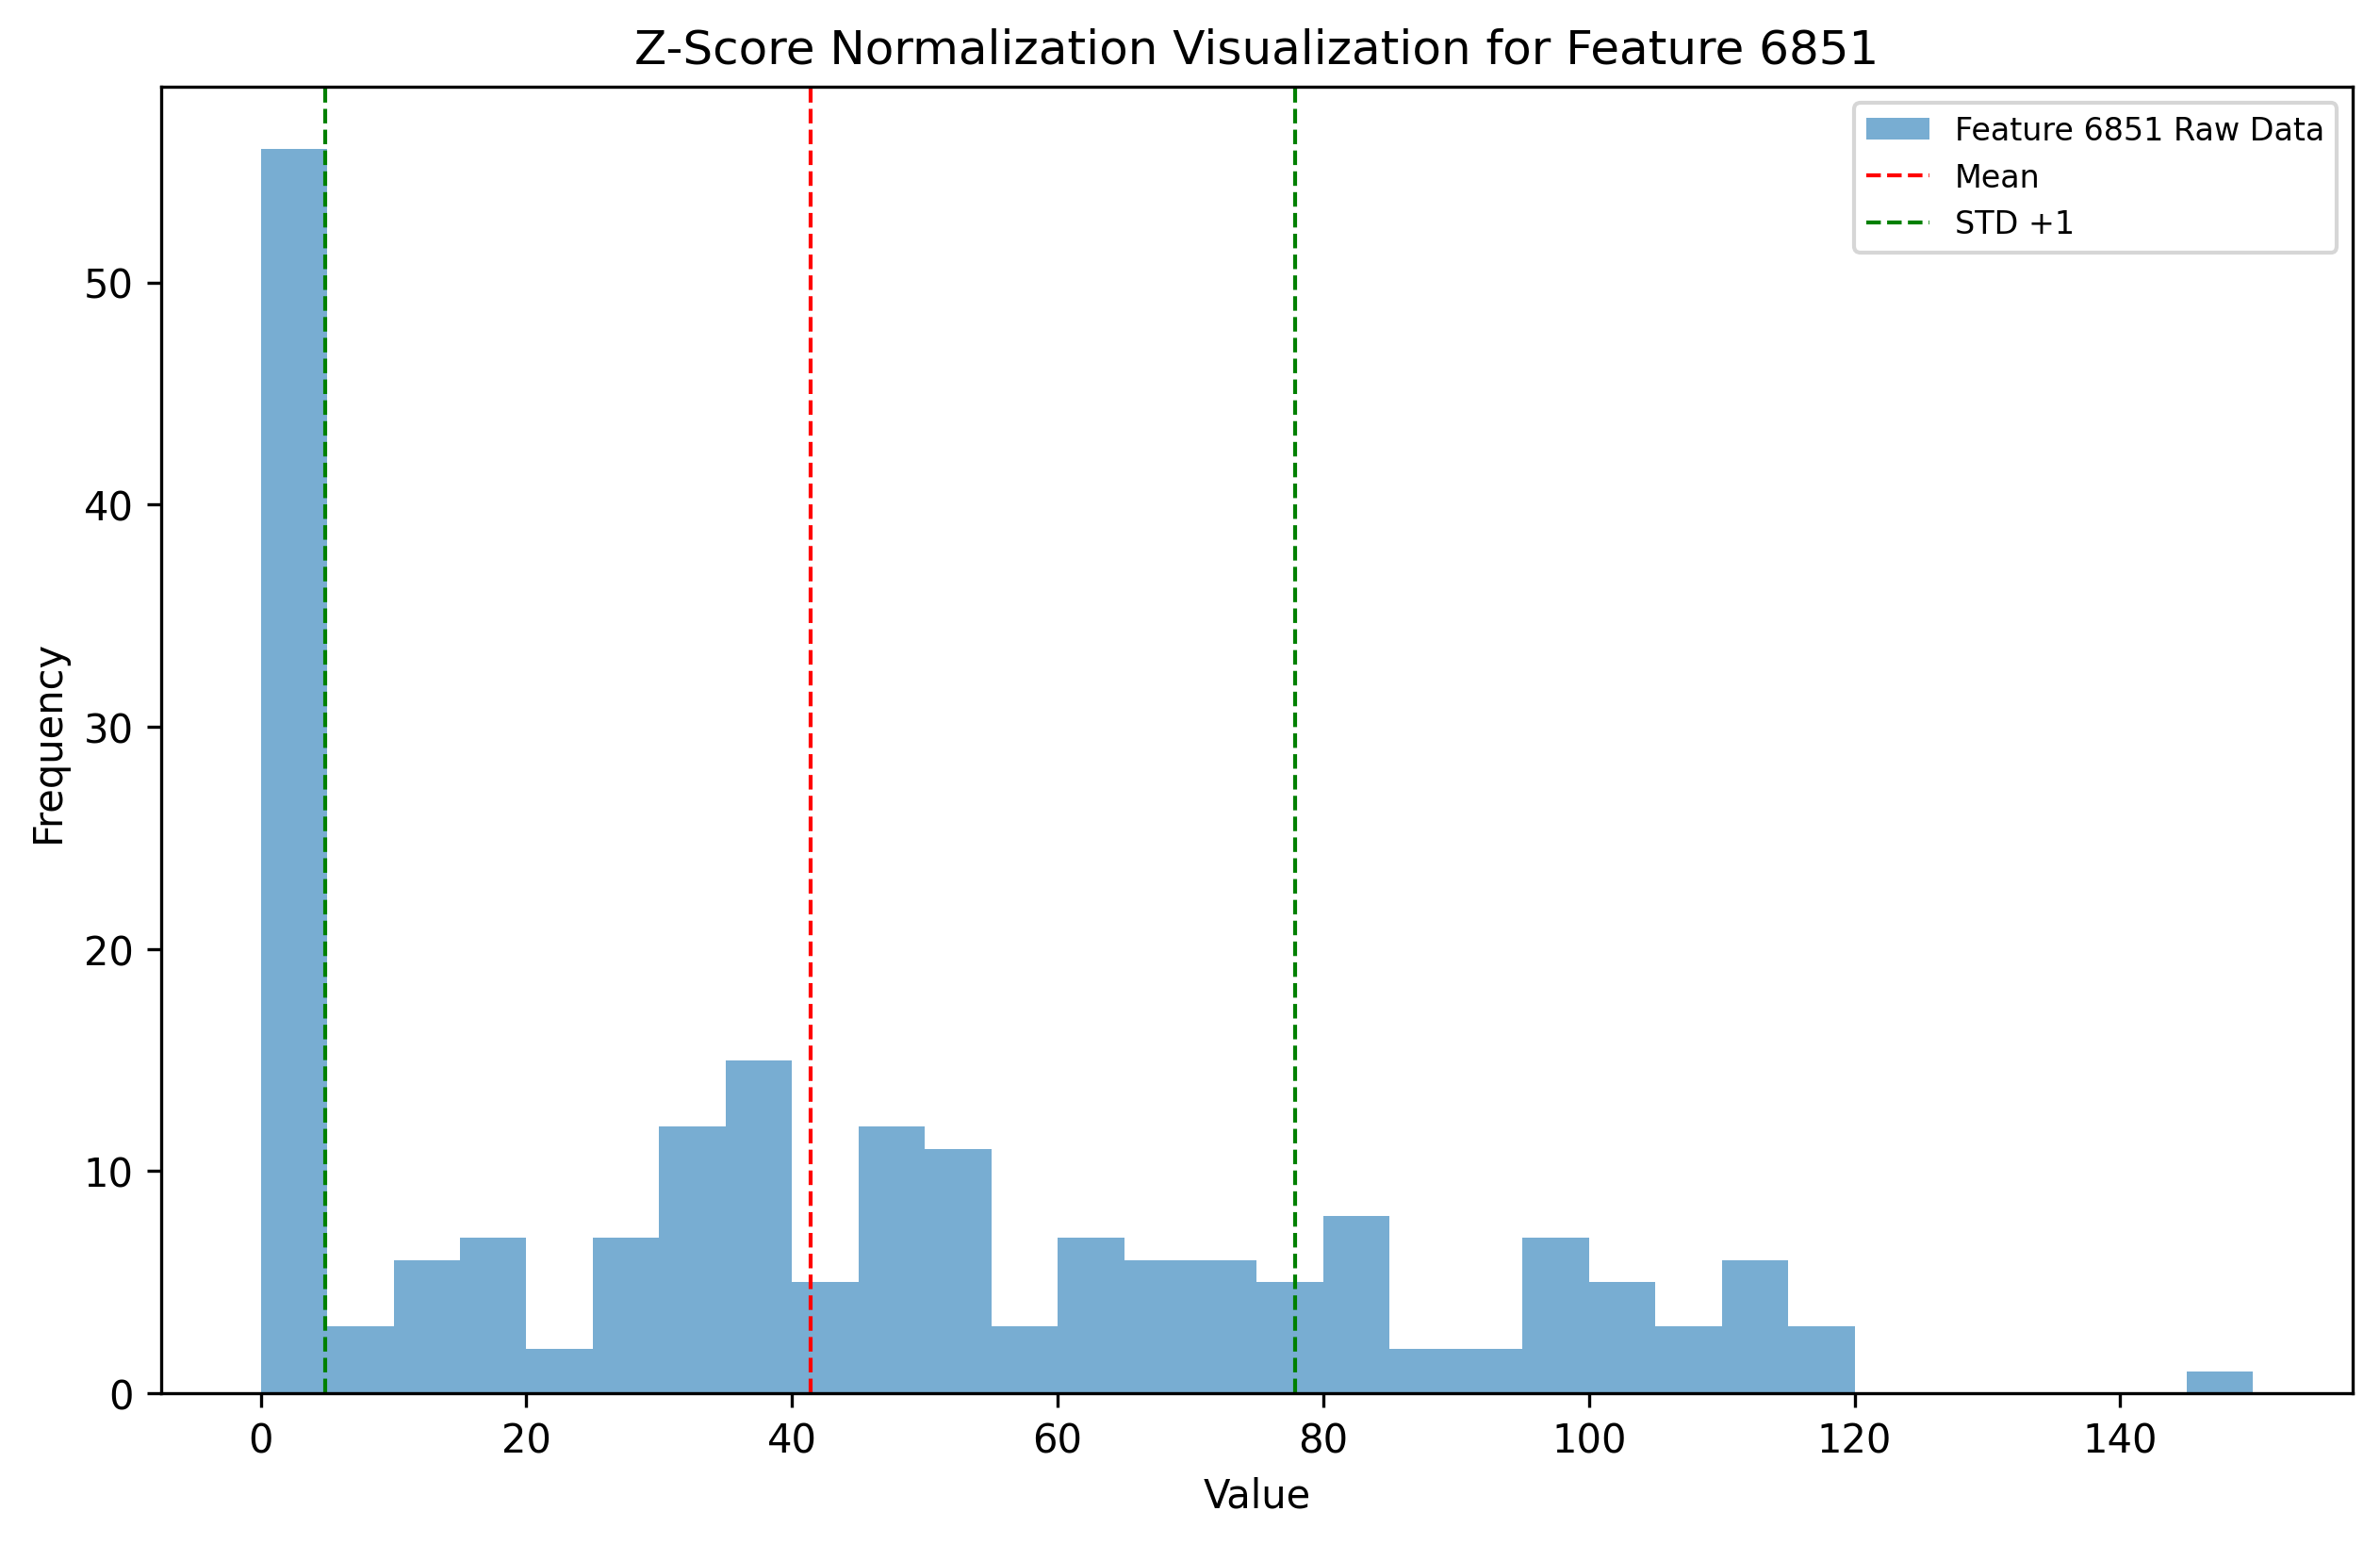 Z-Score Normalization Visualization for Feature 6851
Feature 6851 Raw Data
Mean
STD +1
Frequency
50
40
30
20
10
0
0 20 40 60 80 100 120 140
Value